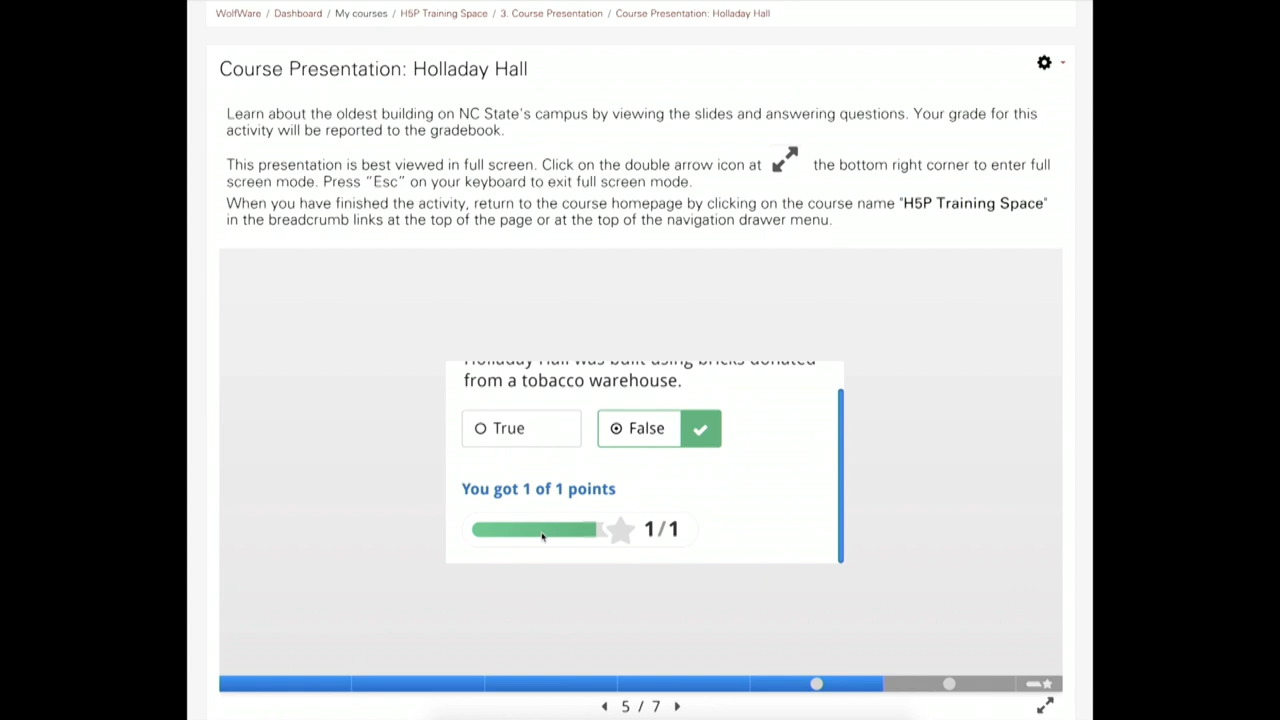 WolfWare / Dashboard / My courses / H5P Training Space / 3. Course Presentation / Course Presentation: Holladay Hall
Course Presentation: Holladay Hall
Learn about the oldest building on NC State's campus by viewing the slides and answering questions. Your grade for this
activity will be reported to the gradebook.
This presentation is best viewed in full screen. Click on the double arrow icon at the bottom right corner to enter full
screen mode. Press "Esc" on your keyboard to exit full screen mode.
When you have finished the activity, return to the course homepage by clicking on the course name "H5P Training Space"
in the breadcrumb links at the top of the page or at the top of the navigation drawer menu.
Holladay Hall was built using bricks donated
from a tobacco warehouse.
True
False
You got 1 of 1 points
1/1
5 / 7